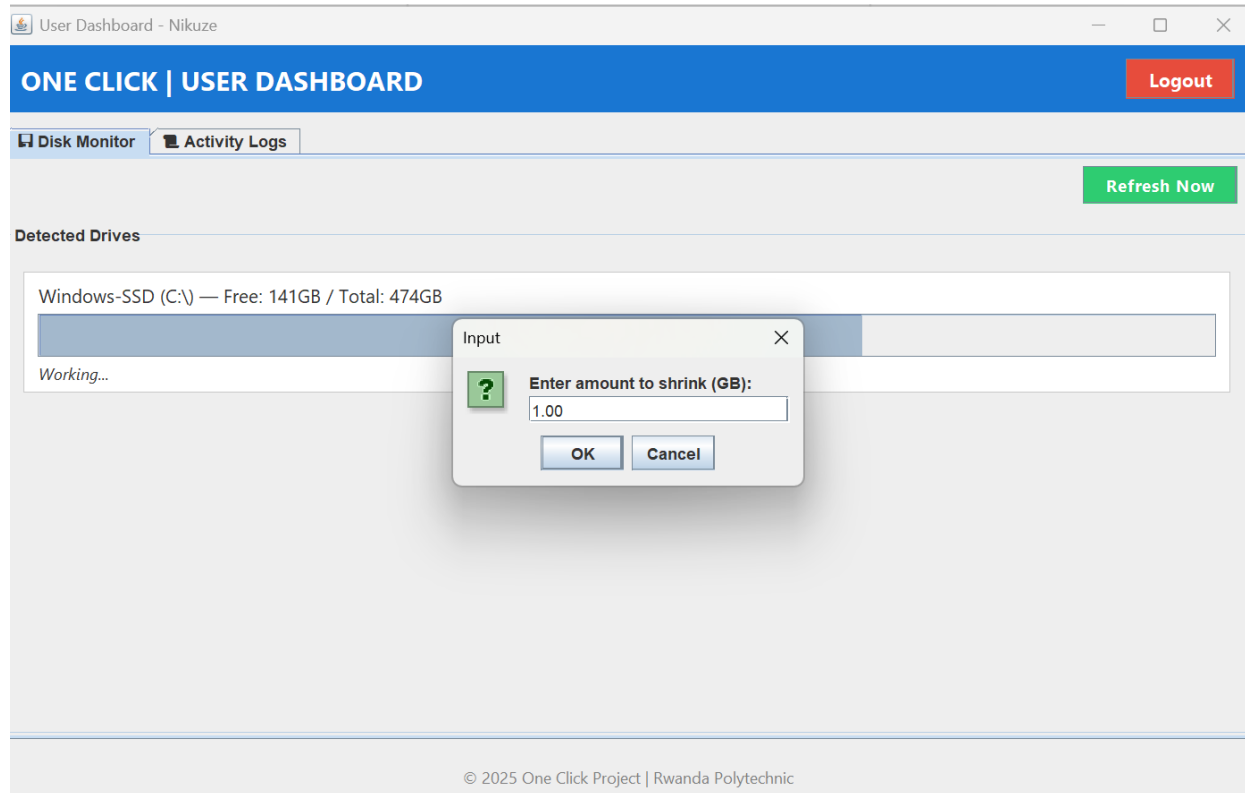 User Dashboard - Nikuze
ONE CLICK | USER DASHBOARD
Logout
Disk Monitor
Activity Logs
Refresh Now
Detected Drives
Windows-SSD (C:\) — Free: 141GB / Total: 474GB
Working...
Input
Enter amount to shrink (GB):
1.00
OK
Cancel
© 2025 One Click Project | Rwanda Polytechnic